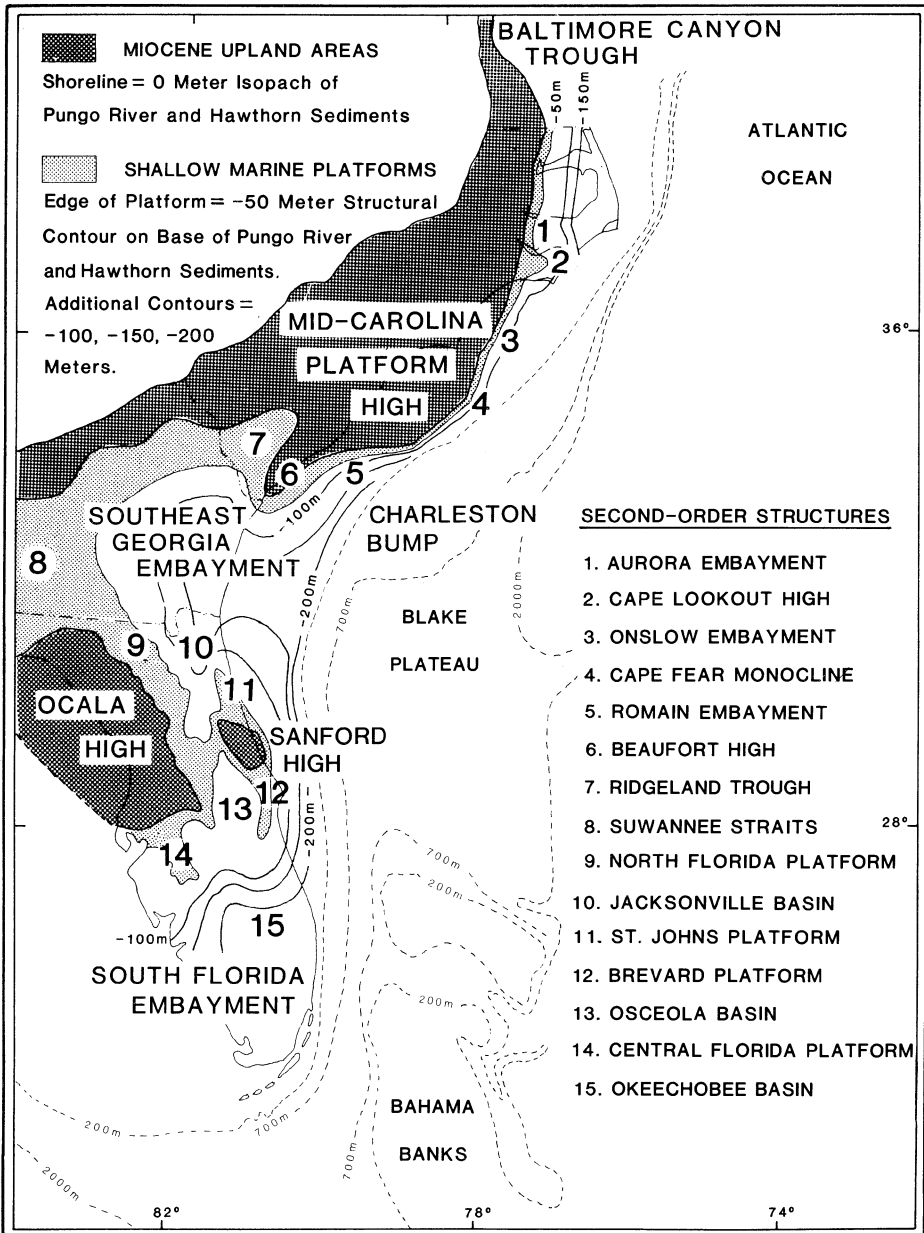 MIOCENE UPLAND AREAS
Shoreline = 0 Meter Isopach of
Pungo River and Hawthorn Sediments
SHALLOW MARINE PLATFORMS
Edge of Platform = -50 Meter Structural
Contour on Base of Pungo River
and Hawthorn Sediments.
Additional Contours =
-100, -150, -200
Meters.
BALTIMORE CANYON
TROUGH
-50m
-150m
ATLANTIC
OCEAN
1
2
MID-CAROLINA
PLATFORM
HIGH
3
36°
4
7
6
5
-100m
SOUTHEAST
GEORGIA
EMBAYMENT
CHARLESTON
BUMP
8
-200m
700m
2000m
BLAKE
PLATEAU
9
10
11
OCALA
HIGH
SANFORD
HIGH
12
13
-200m
28°
14
700m
200m
15
-100m
SOUTH FLORIDA
EMBAYMENT
200m
BAHAMA
BANKS
200m
700m
700m
2000m
82°
78°
74°
SECOND-ORDER STRUCTURES
1. AURORA EMBAYMENT
2. CAPE LOOKOUT HIGH
3. ONSLOW EMBAYMENT
4. CAPE FEAR MONOCLINE
5. ROMAIN EMBAYMENT
6. BEAUFORT HIGH
7. RIDGELAND TROUGH
8. SUWANNEE STRAITS
9. NORTH FLORIDA PLATFORM
10. JACKSONVILLE BASIN
11. ST. JOHNS PLATFORM
12. BREVARD PLATFORM
13. OSCEOLA BASIN
14. CENTRAL FLORIDA PLATFORM
15. OKEECHOBEE BASIN